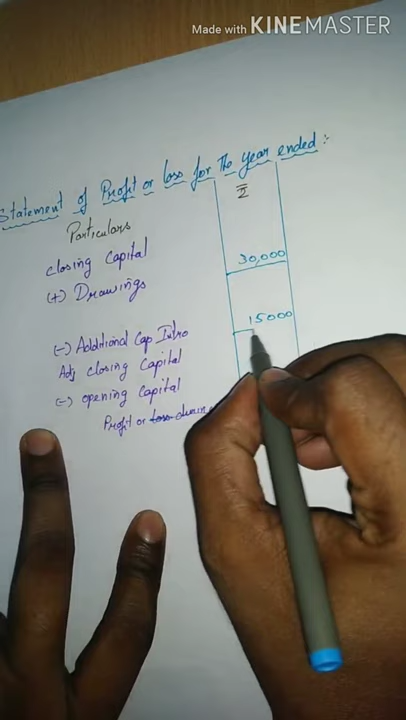 Made with KINEMASTER
Statement of Profit or loss for The year ended :-
Particulars
closing Capital 30,000
(+) Drawings
(-) Additional Cap Intro 15000
Adj closing Capital
(-) opening Capital
Profit or